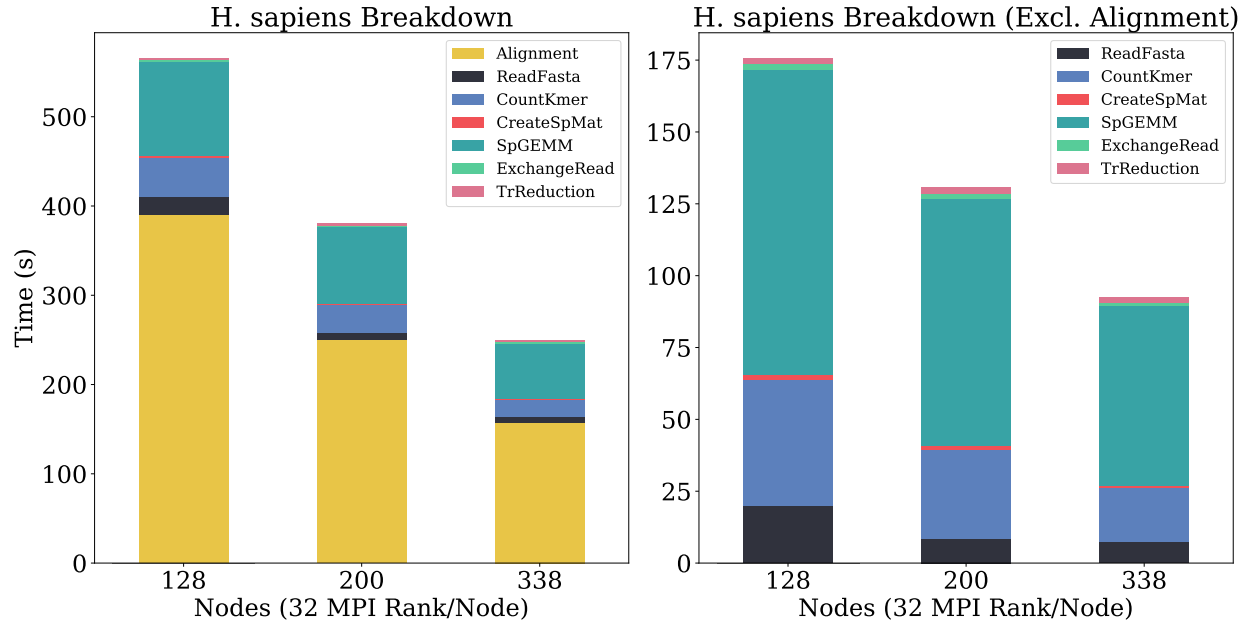 H. sapiens Breakdown
Time (s)
500
400
300
200
100
0
Alignment
ReadFasta
CountKmer
CreateSpMat
SpGEMM
ExchangeRead
TrReduction
128 200 338
Nodes (32 MPI Rank/Node)
H. sapiens Breakdown (Excl. Alignment)
175
150
125
100
75
50
25
0
ReadFasta
CountKmer
CreateSpMat
SpGEMM
ExchangeRead
TrReduction
128 200 338
Nodes (32 MPI Rank/Node)